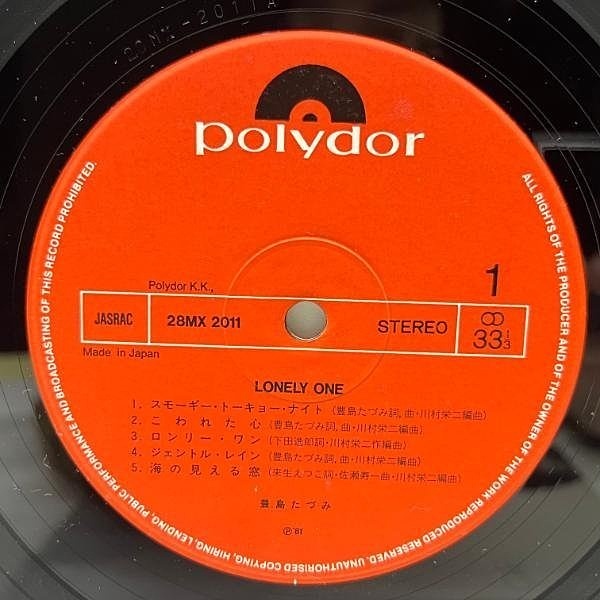 28MX-2011A
polydor
Polydor K.K.,
1
JASRAC
28MX 2011
STEREO
33 1/3
Made in Japan
LONELY ONE
1. スモーギー・トーキョー・ナイト(豊島たづみ詞,曲・川村栄二編曲)
2. こわれた心(豊島たづみ詞,曲・川村栄二編曲)
3. ロンリー・ワン(下田逸郎詞・川村栄二作編曲)
4. ジェントル・レイン(豊島たづみ詞,曲・川村栄二編曲)
5. 海の見える窓(来生えつこ詞・佐瀬寿一曲・川村栄二編曲)
豊島たづみ
Ⓟ'81
ALL RIGHTS OF THE PRODUCER AND OF THE OWNER OF THE WORK REPRODUCED RESERVED. UNAUTHORISED COPYING, HIRING, LENDING, PUBLIC PERFORMANCE AND BROADCASTING OF THIS RECORD PROHIBITED.